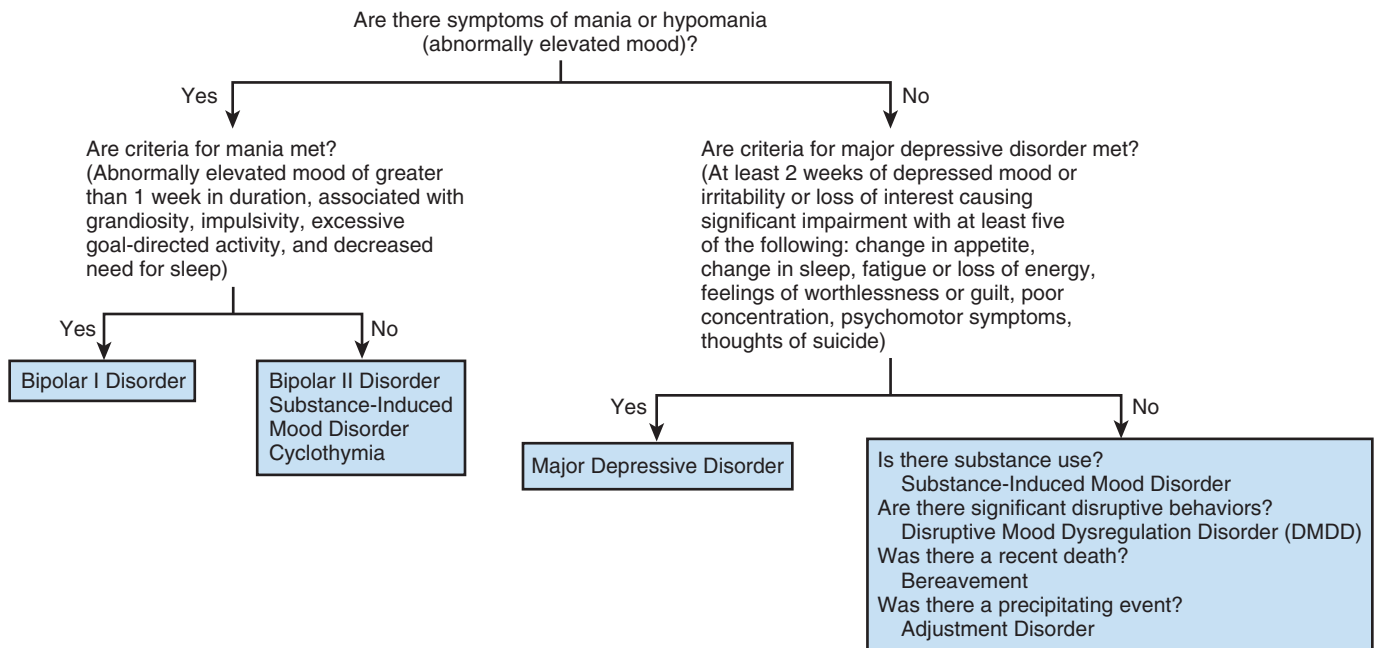 Are there symptoms of mania or hypomania
(abnormally elevated mood)?
Yes
No
Are criteria for mania met?
(Abnormally elevated mood of greater
than 1 week in duration, associated with
grandiosity, impulsivity, excessive
goal-directed activity, and decreased
need for sleep)
Are criteria for major depressive disorder met?
(At least 2 weeks of depressed mood or
irritability or loss of interest causing
significant impairment with at least five
of the following: change in appetite,
change in sleep, fatigue or loss of energy,
feelings of worthlessness or guilt, poor
concentration, psychomotor symptoms,
thoughts of suicide)
Yes
No
Bipolar I Disorder
Bipolar II Disorder
Substance-Induced
Mood Disorder
Cyclothymia
Yes
No
Major Depressive Disorder
Is there substance use?
Substance-Induced Mood Disorder
Are there significant disruptive behaviors?
Disruptive Mood Dysregulation Disorder (DMDD)
Was there a recent death?
Bereavement
Was there a precipitating event?
Adjustment Disorder